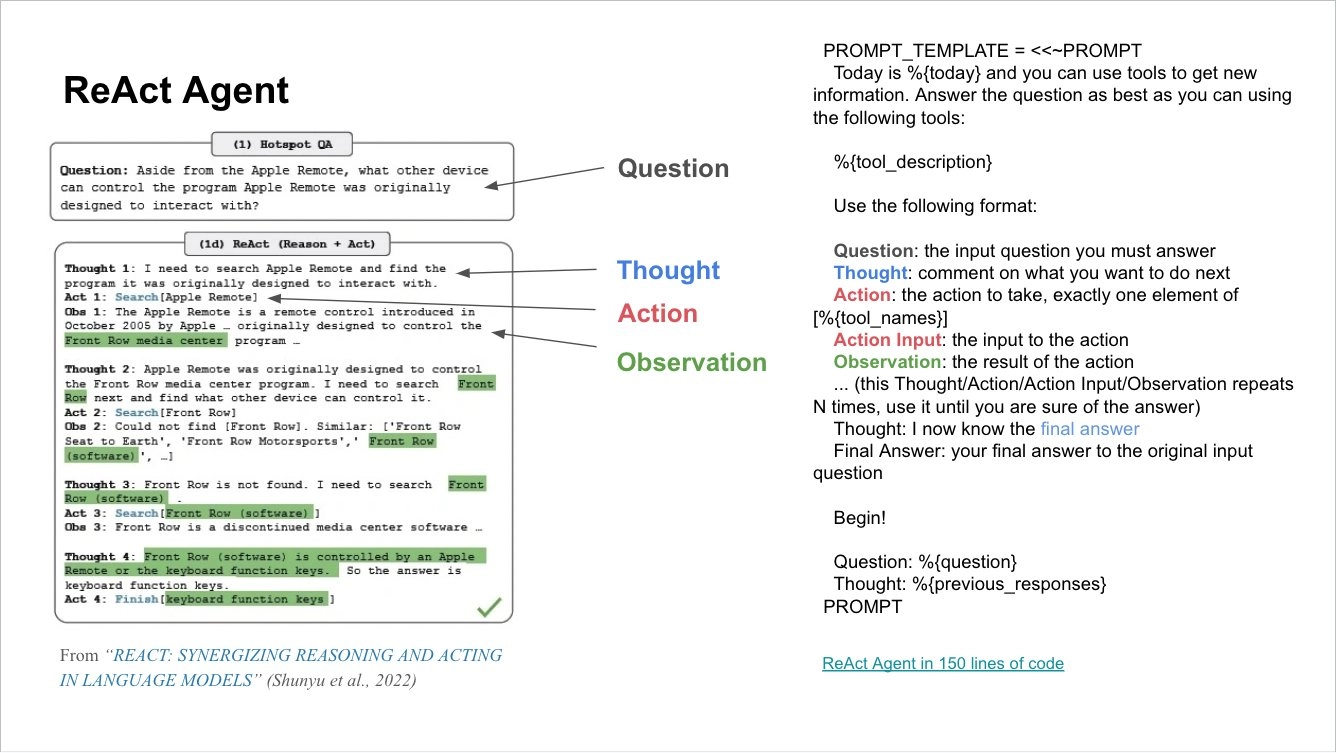 ReAct Agent
(1) Hotspot QA
Question: Aside from the Apple Remote, what other device
can control the program Apple Remote was originally
designed to interact with?
(1d) ReAct (Reason + Act)
Thought 1: I need to search Apple Remote and find the
program it was originally designed to interact with.
Act 1: Search[Apple Remote]
Obs 1: The Apple Remote is a remote control introduced in
October 2005 by Apple … originally designed to control the
Front Row media center program …
Thought 2: Apple Remote was originally designed to control
the Front Row media center program. I need to search Front
Row next and find what other device can control it.
Act 2: Search[Front Row]
Obs 2: Could not find [Front Row]. Similar: ['Front Row
Seat to Earth', 'Front Row Motorsports',' Front Row
(software)', …]
Thought 3: Front Row is not found. I need to search Front
Row (software) .
Act 3: Search[Front Row (software)]
Obs 3: Front Row is a discontinued media center software …
Thought 4: Front Row (software) is controlled by an Apple
Remote or the keyboard function keys. So the answer is
keyboard function keys.
Act 4: Finish[keyboard function keys]
From “REACT: SYNERGIZING REASONING AND ACTING
IN LANGUAGE MODELS” (Shunyu et al., 2022)
Question
Thought
Action
Observation
PROMPT_TEMPLATE = <<~PROMPT
Today is %{today} and you can use tools to get new
information. Answer the question as best as you can using
the following tools:
%{tool_description}
Use the following format:
Question: the input question you must answer
Thought: comment on what you want to do next
Action: the action to take, exactly one element of
[%{tool_names}]
Action Input: the input to the action
Observation: the result of the action
... (this Thought/Action/Action Input/Observation repeats
N times, use it until you are sure of the answer)
Thought: I now know the final answer
Final Answer: your final answer to the original input
question
Begin!
Question: %{question}
Thought: %{previous_responses}
PROMPT
ReAct Agent in 150 lines of code